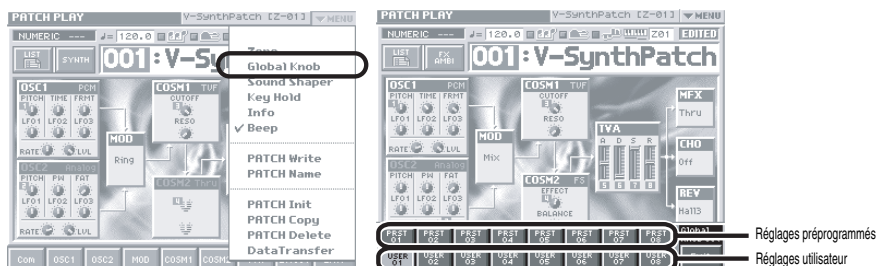 PATCH PLAY
V-SynthPatch [Z-01]
MENU
NUMERIC ---
♩= 120.0
LIST
SYNTH
001:V-Sy
Global Knob
Sound Shaper
Key Hold
Info
✓ Beep
PATCH Write
PATCH Name
PATCH Init
PATCH Copy
PATCH Delete
DataTransfer
OSC1 PCM
PITCH TIME FRMT
LFO1 LFO2 LFO3
RATE LVL
OSC2 Analog
PITCH PW FAT
LFO1 LFO2 LFO3
RATE LVL
MOD
Ring
COSM1 TVF
CUTOFF
RESO
COSM2 Thru
Com OSC1 OSC2 MOD COSM1
PATCH PLAY
V-SynthPatch [Z-01]
MENU
NUMERIC ---
♩= 120.0
Z01 EDITED
LIST
FX AMBI
001:V-SynthPatch
OSC1 PCM
PITCH TIME FRMT
LFO1 LFO2 LFO3
RATE LVL
OSC2 Analog
PITCH PW FAT
LFO1 LFO2 LFO3
MOD
Mix
COSM1 TVF
CUTOFF
RESO
COSM2 FS
EFFECT
BALANCE
TVA
A D S R
5 6 7 8
MFX
Thru
CHO
Off
REV
Hall3
PRST 01 PRST 02 PRST 03 PRST 04 PRST 05 PRST 06 PRST 07 PRST 08
Global
USER 01 USER 02 USER 03 USER 04 USER 05 USER 06 USER 07 USER 08
Réglages préprogrammés
Réglages utilisateur